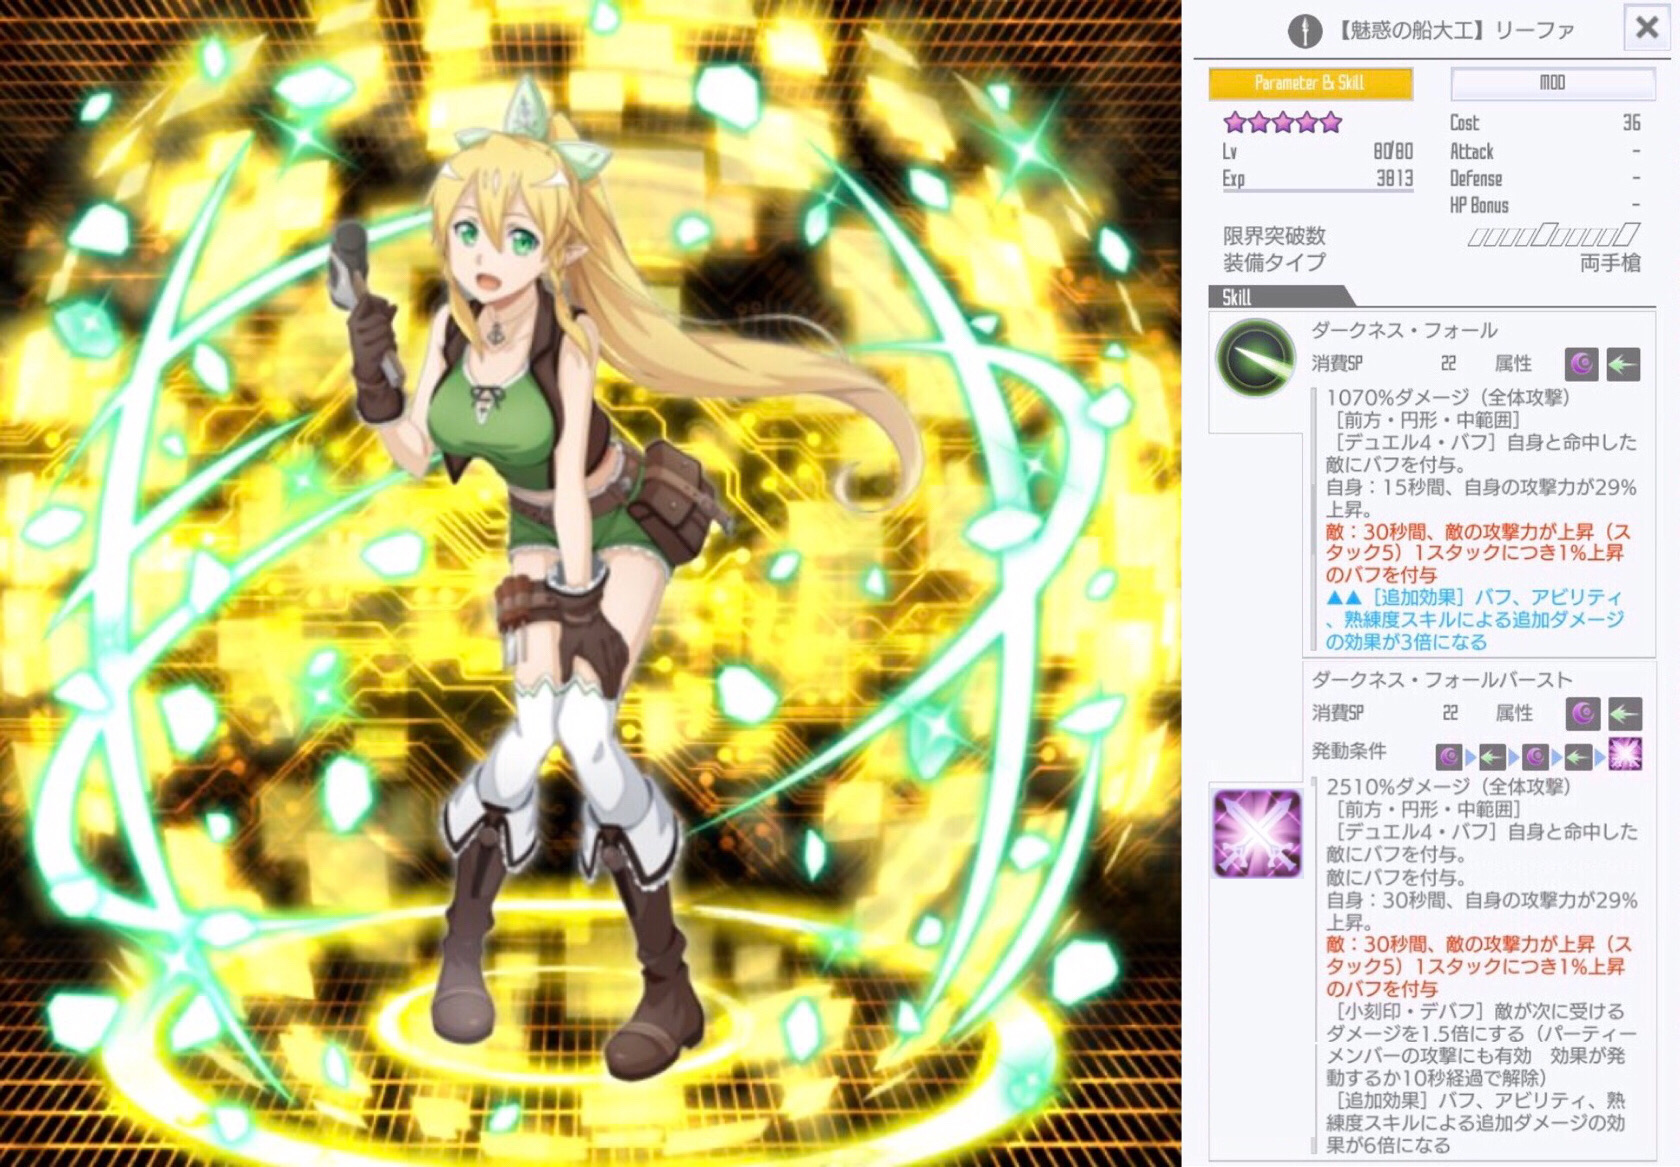 【魅惑の船大工】リーファ
Parameter & Skill
MOD
Lv 80/80
Exp 3813
Cost 36
Attack -
Defense -
HP Bonus -
限界突破数
装備タイプ 両手槍
Skill
ダークネス・フォール
消費SP 22 属性
1070%ダメージ（全体攻撃）
［前方・円形・中範囲］
［デュエル4・バフ］自身と命中した
敵にバフを付与。
自身：15秒間、自身の攻撃力が29%
上昇。
敵：30秒間、敵の攻撃力が上昇（ス
タック5）1スタックにつき1%上昇
のバフを付与
▲▲［追加効果］バフ、アビリティ
、熟練度スキルによる追加ダメージ
の効果が3倍になる
ダークネス・フォールバースト
消費SP 22 属性
発動条件
2510%ダメージ（全体攻撃）
［前方・円形・中範囲］
［デュエル4・バフ］自身と命中した
敵にバフを付与。
敵にバフを付与。
自身：30秒間、自身の攻撃力が29%
上昇。
敵：30秒間、敵の攻撃力が上昇（ス
タック5）1スタックにつき1%上昇
のバフを付与
［小刻印・デバフ］敵が次に受ける
ダメージを1.5倍にする（パーティー
メンバーの攻撃にも有効　効果が発
動するか10秒経過で解除）
［追加効果］バフ、アビリティ、熟
練度スキルによる追加ダメージの効
果が6倍になる